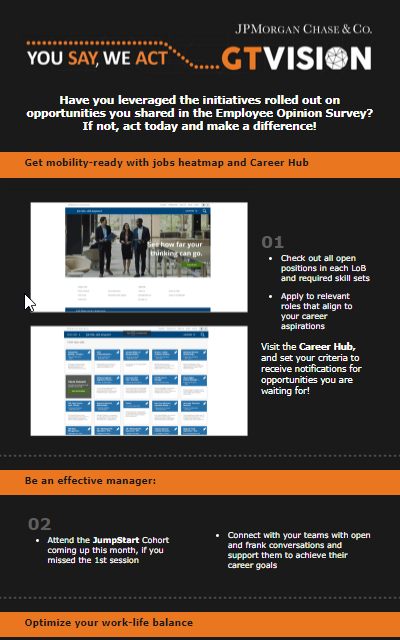 JPMORGAN CHASE & CO.
YOU SAY, WE ACT
GTVISION
Have you leveraged the initiatives rolled out on
opportunities you shared in the Employee Opinion Survey?
If not, act today and make a difference!
Get mobility-ready with jobs heatmap and Career Hub
See how far your
thinking can go.
01
• Check out all open
positions in each LoB
and required skill sets
• Apply to relevant
roles that align to
your career
aspirations
Visit the Career Hub,
and set your criteria to
receive notifications for
opportunities you are
waiting for!
Be an effective manager:
02
• Attend the JumpStart Cohort
coming up this month, if you
missed the 1st session
• Connect with your teams with open
and frank conversations and
support them to achieve their
career goals
Optimize your work-life balance